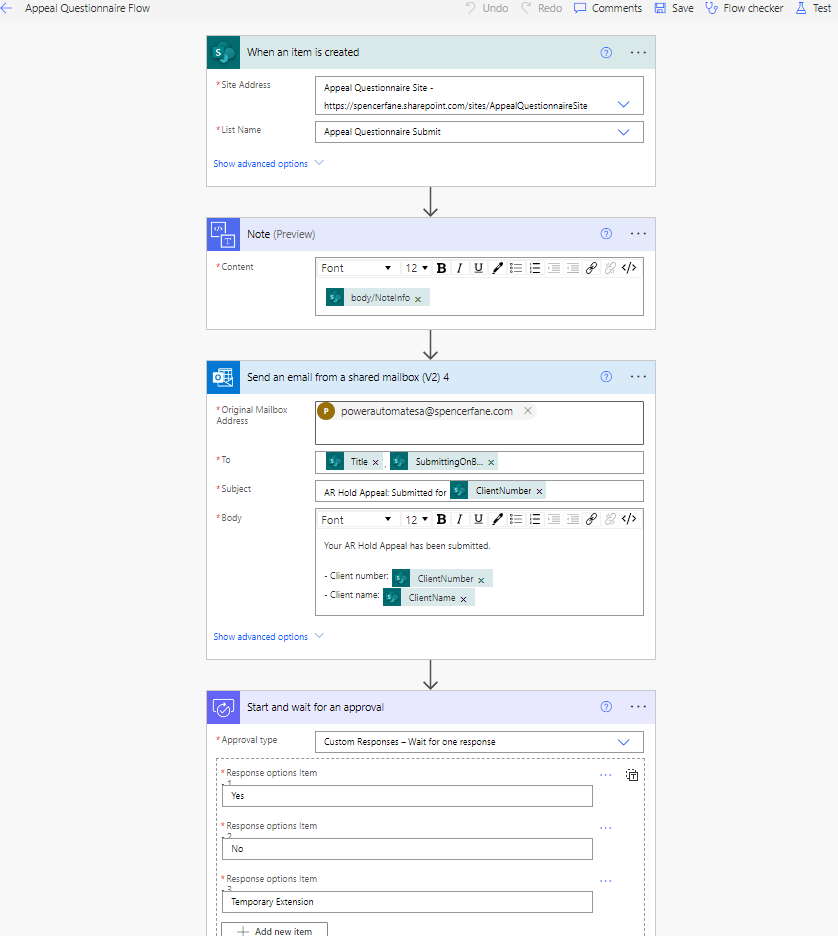 Appeal Questionnaire Flow
Undo Redo Comments Save Flow checker Test
When an item is created
* Site Address
Appeal Questionnaire Site -
https://spencerfane.sharepoint.com/sites/AppealQuestionnaireSite
* List Name
Appeal Questionnaire Submit
Show advanced options
Note (Preview)
* Content
Font 12 B I U </>
body/NoteInfo ×
Send an email from a shared mailbox (V2) 4
* Original Mailbox
Address
P powerautomatesa@spencerfane.com ×
* To
Title × , SubmittingOnB... ×
* Subject
AR Hold Appeal: Submitted for ClientNumber ×
* Body
Font 12 B I U </>
Your AR Hold Appeal has been submitted.
- Client number: ClientNumber ×
- Client name: ClientName ×
Show advanced options
Start and wait for an approval
* Approval type
Custom Responses – Wait for one response
* Response options Item
- 1
Yes
* Response options Item
- 2
No
* Response options Item
- 3
Temporary Extension
Add new item